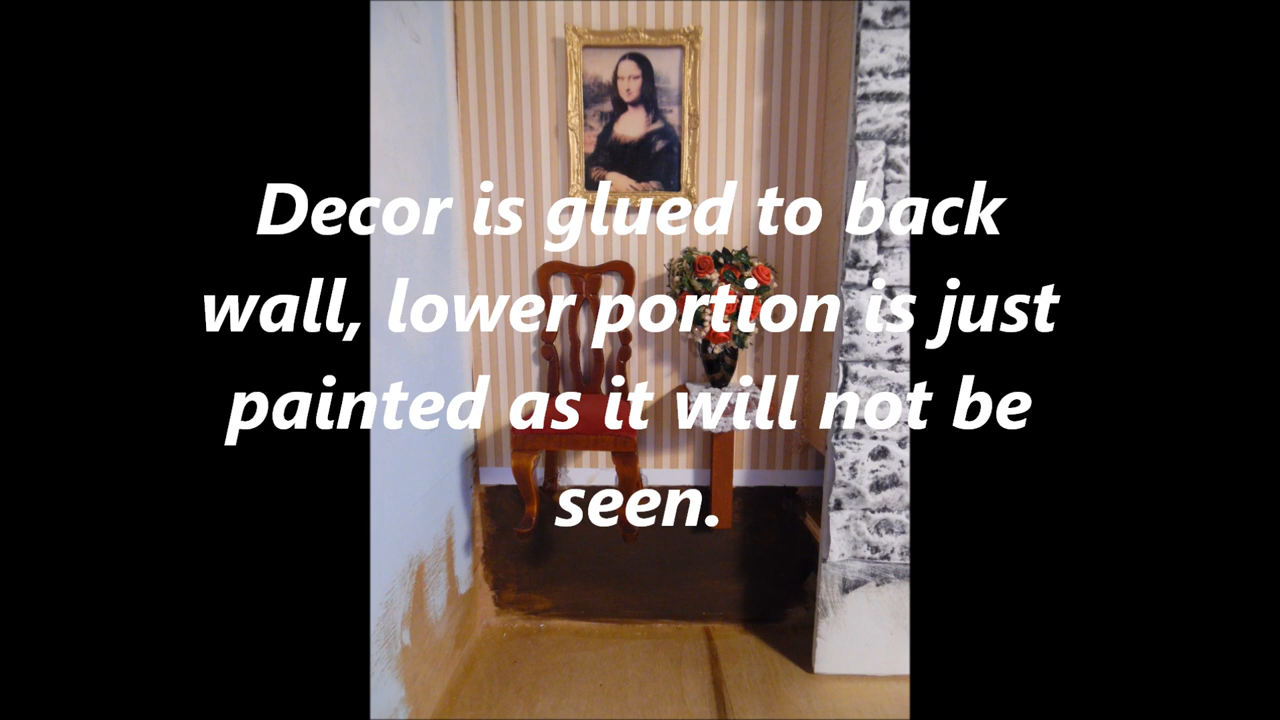 Decor is glued to back
wall, lower portion is just
painted as it will not be
seen.